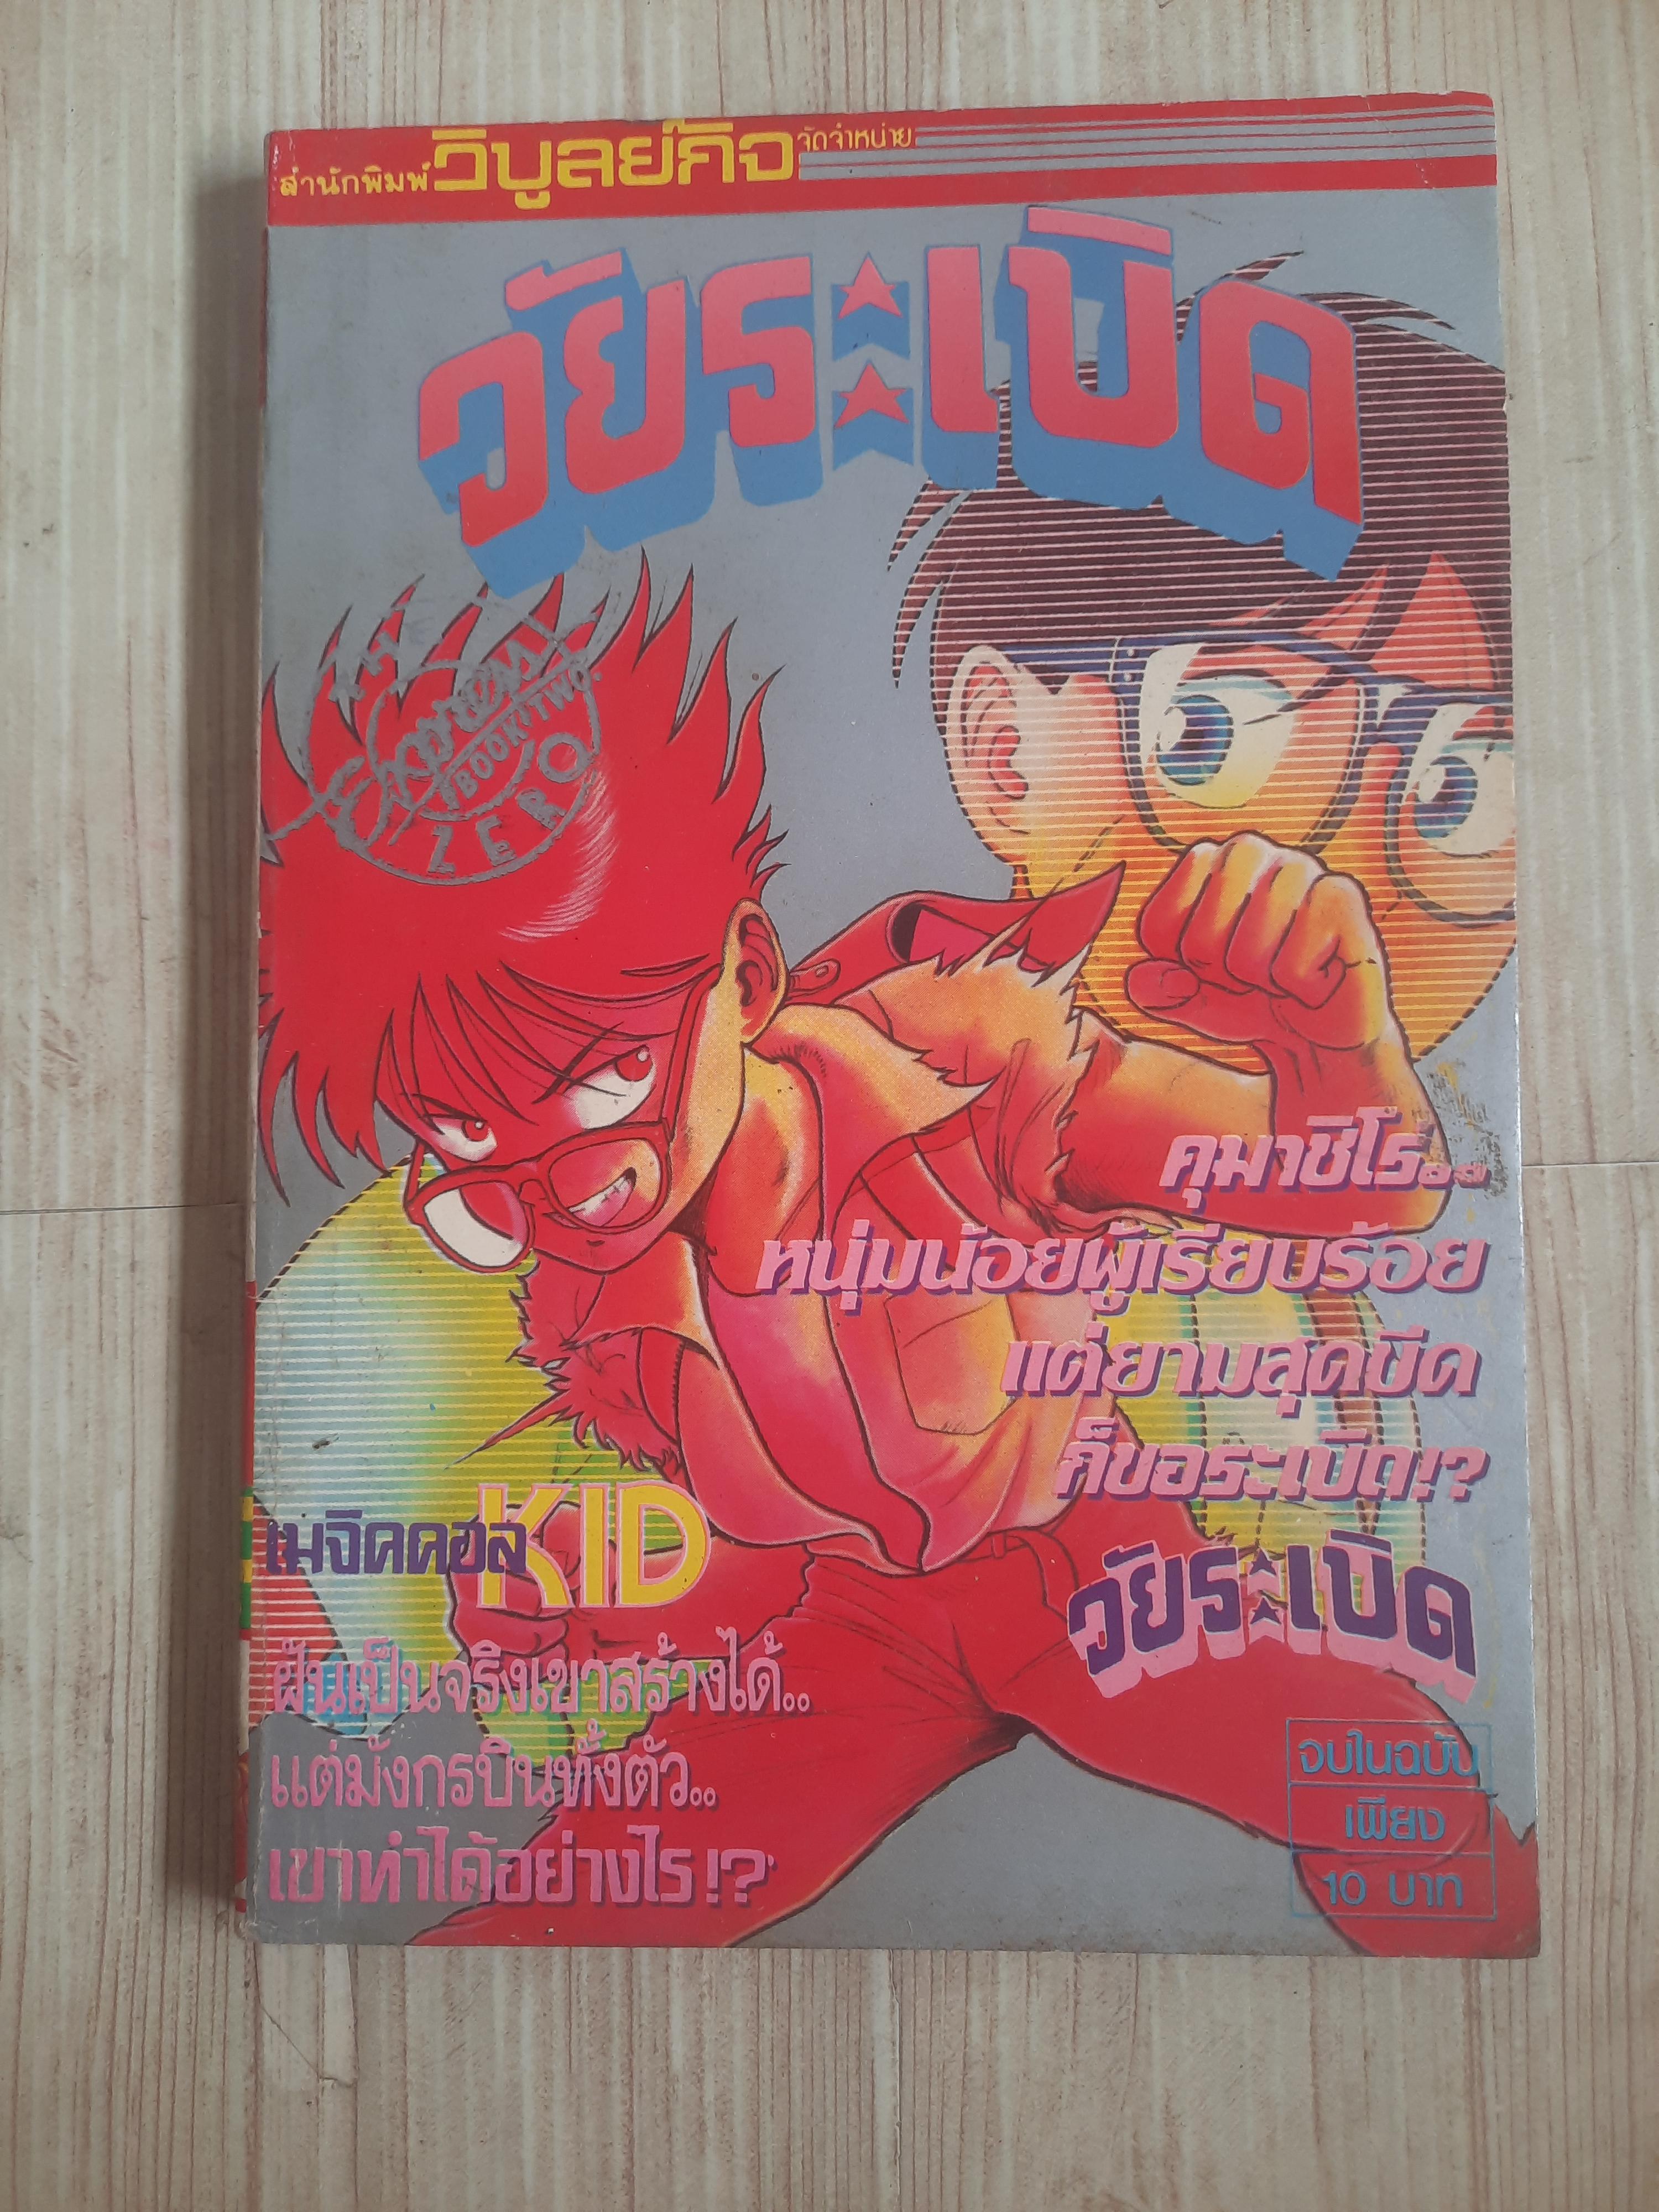 สำนักพิมพ์ วิบูลย์กิจ จัดจำหน่าย
วัยระเบิด
BOOK TWO.
ZERO
คุมาชิโร่..
หนุ่มน้อยผู้เรียบร้อย
แต่ยามสุดขีด
ก็ขอระเบิด!?
วัยระเบิด
เมจิคคอล KID
ฝันเป็นจริงเขาสร้างได้..
แต่มังกรบินทั้งตัว..
เขาทำได้อย่างไร!?
จบในฉบับ
เพียง
10 บาท